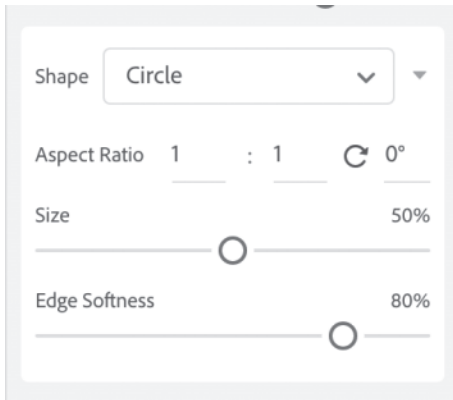 Shape Circle
Aspect Ratio 1 : 1 0°
Size 50%
Edge Softness 80%